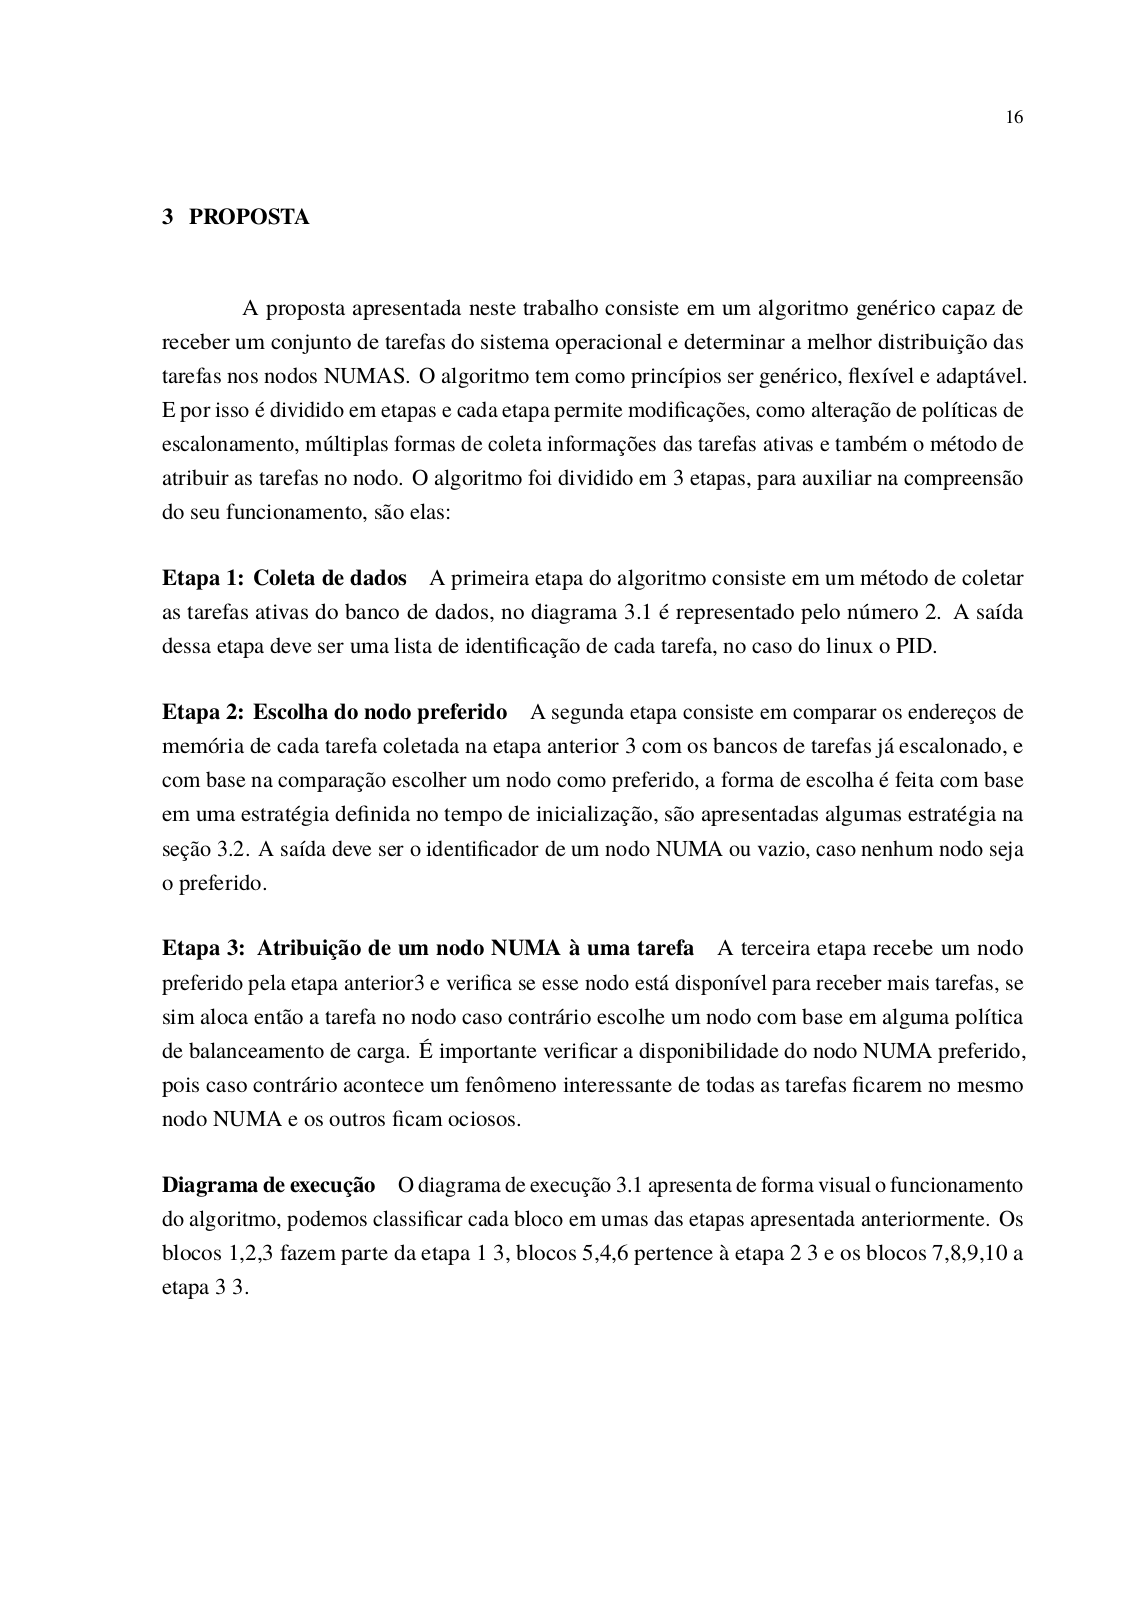 16
3 PROPOSTA
A proposta apresentada neste trabalho consiste em um algoritmo genérico capaz de
receber um conjunto de tarefas do sistema operacional e determinar a melhor distribuição das
tarefas nos nodos NUMAS. O algoritmo tem como princípios ser genérico, flexível e adaptável.
E por isso é dividido em etapas e cada etapa permite modificações, como alteração de políticas de
escalonamento, múltiplas formas de coleta informações das tarefas ativas e também o método de
atribuir as tarefas no nodo. O algoritmo foi dividido em 3 etapas, para auxiliar na compreensão
do seu funcionamento, são elas:
Etapa 1: Coleta de dados A primeira etapa do algoritmo consiste em um método de coletar
as tarefas ativas do banco de dados, no diagrama 3.1 é representado pelo número 2. A saída
dessa etapa deve ser uma lista de identificação de cada tarefa, no caso do linux o PID.
Etapa 2: Escolha do nodo preferido A segunda etapa consiste em comparar os endereços de
memória de cada tarefa coletada na etapa anterior 3 com os bancos de tarefas já escalonado, e
com base na comparação escolher um nodo como preferido, a forma de escolha é feita com base
em uma estratégia definida no tempo de inicialização, são apresentadas algumas estratégia na
seção 3.2. A saída deve ser o identificador de um nodo NUMA ou vazio, caso nenhum nodo seja
o preferido.
Etapa 3: Atribuição de um nodo NUMA à uma tarefa A terceira etapa recebe um nodo
preferido pela etapa anterior3 e verifica se esse nodo está disponível para receber mais tarefas, se
sim aloca então a tarefa no nodo caso contrário escolhe um nodo com base em alguma política
de balanceamento de carga. É importante verificar a disponibilidade do nodo NUMA preferido,
pois caso contrário acontece um fenômeno interessante de todas as tarefas ficarem no mesmo
nodo NUMA e os outros ficam ociosos.
Diagrama de execução O diagrama de execução 3.1 apresenta de forma visual o funcionamento
do algoritmo, podemos classificar cada bloco em umas das etapas apresentada anteriormente. Os
blocos 1,2,3 fazem parte da etapa 1 3, blocos 5,4,6 pertence à etapa 2 3 e os blocos 7,8,9,10 a
etapa 3 3.